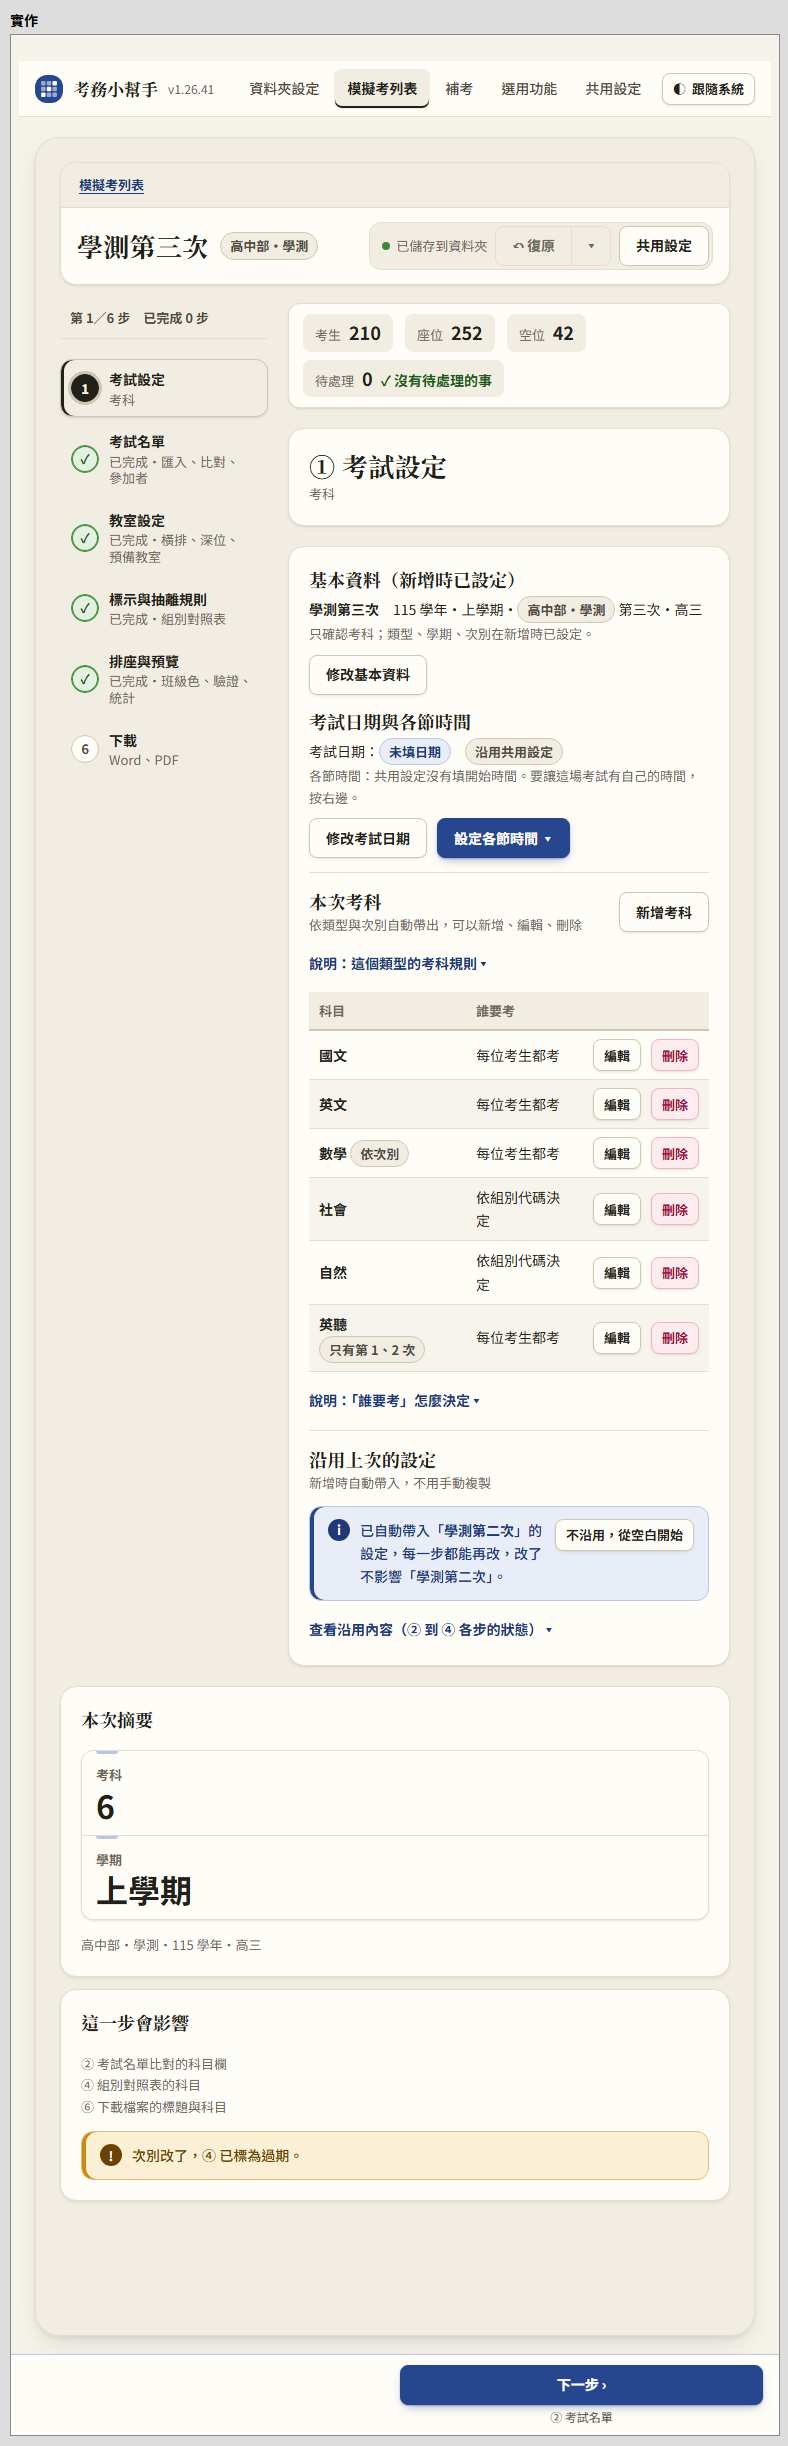 實作
考務小幫手 v1.26.41 資料夾設定 模擬考列表 補考 選用功能 共用設定 跟隨系統
模擬考列表
學測第三次 高中部・學測 已儲存到資料夾 ↶復原 ▾ 共用設定
第 1／6 步 已完成 0 步
1 考試設定
考科
✓ 考試名單
已完成・匯入、比對、
參加者
✓ 教室設定
已完成・橫排、深位、
預備教室
✓ 標示與抽離規則
已完成・組別對照表
✓ 排座與預覽
已完成・班級色、驗證、
統計
6 下載
Word、PDF
考生 210 座位 252 空位 42
待處理 0 ✓ 沒有待處理的事
① 考試設定
考科
基本資料（新增時已設定）
學測第三次 115 學年・上學期・ 高中部・學測 第三次・高三
只確認考科；類型、學期、次別在新增時已設定。
修改基本資料
考試日期與各節時間
考試日期： 未填日期 沿用共用設定
各節時間：共用設定沒有填開始時間。要讓這場考試有自己的時間，
按右邊。
修改考試日期 設定各節時間 ▾
本次考科
依類型與次別自動帶出，可以新增、編輯、刪除
新增考科
說明：這個類型的考科規則 ▾
科目 誰要考
國文 每位考生都考 編輯 刪除
英文 每位考生都考 編輯 刪除
數學 依次別 每位考生都考 編輯 刪除
社會 依組別代碼決
定 編輯 刪除
自然 依組別代碼決
定 編輯 刪除
英聽
只有第 1、2 次 每位考生都考 編輯 刪除
說明：「誰要考」怎麼決定 ▾
沿用上次的設定
新增時自動帶入，不用手動複製
i 已自動帶入「學測第二次」的
設定，每一步都能再改，改了
不影響「學測第二次」。
不沿用，從空白開始
查看沿用內容（② 到 ④ 各步的狀態） ▾
本次摘要
考科
6
學期
上學期
高中部・學測・115 學年・高三
這一步會影響
② 考試名單比對的科目欄
④ 組別對照表的科目
⑥ 下載檔案的標題與科目
! 次別改了，④ 已標為過期。
下一步 ›
② 考試名單